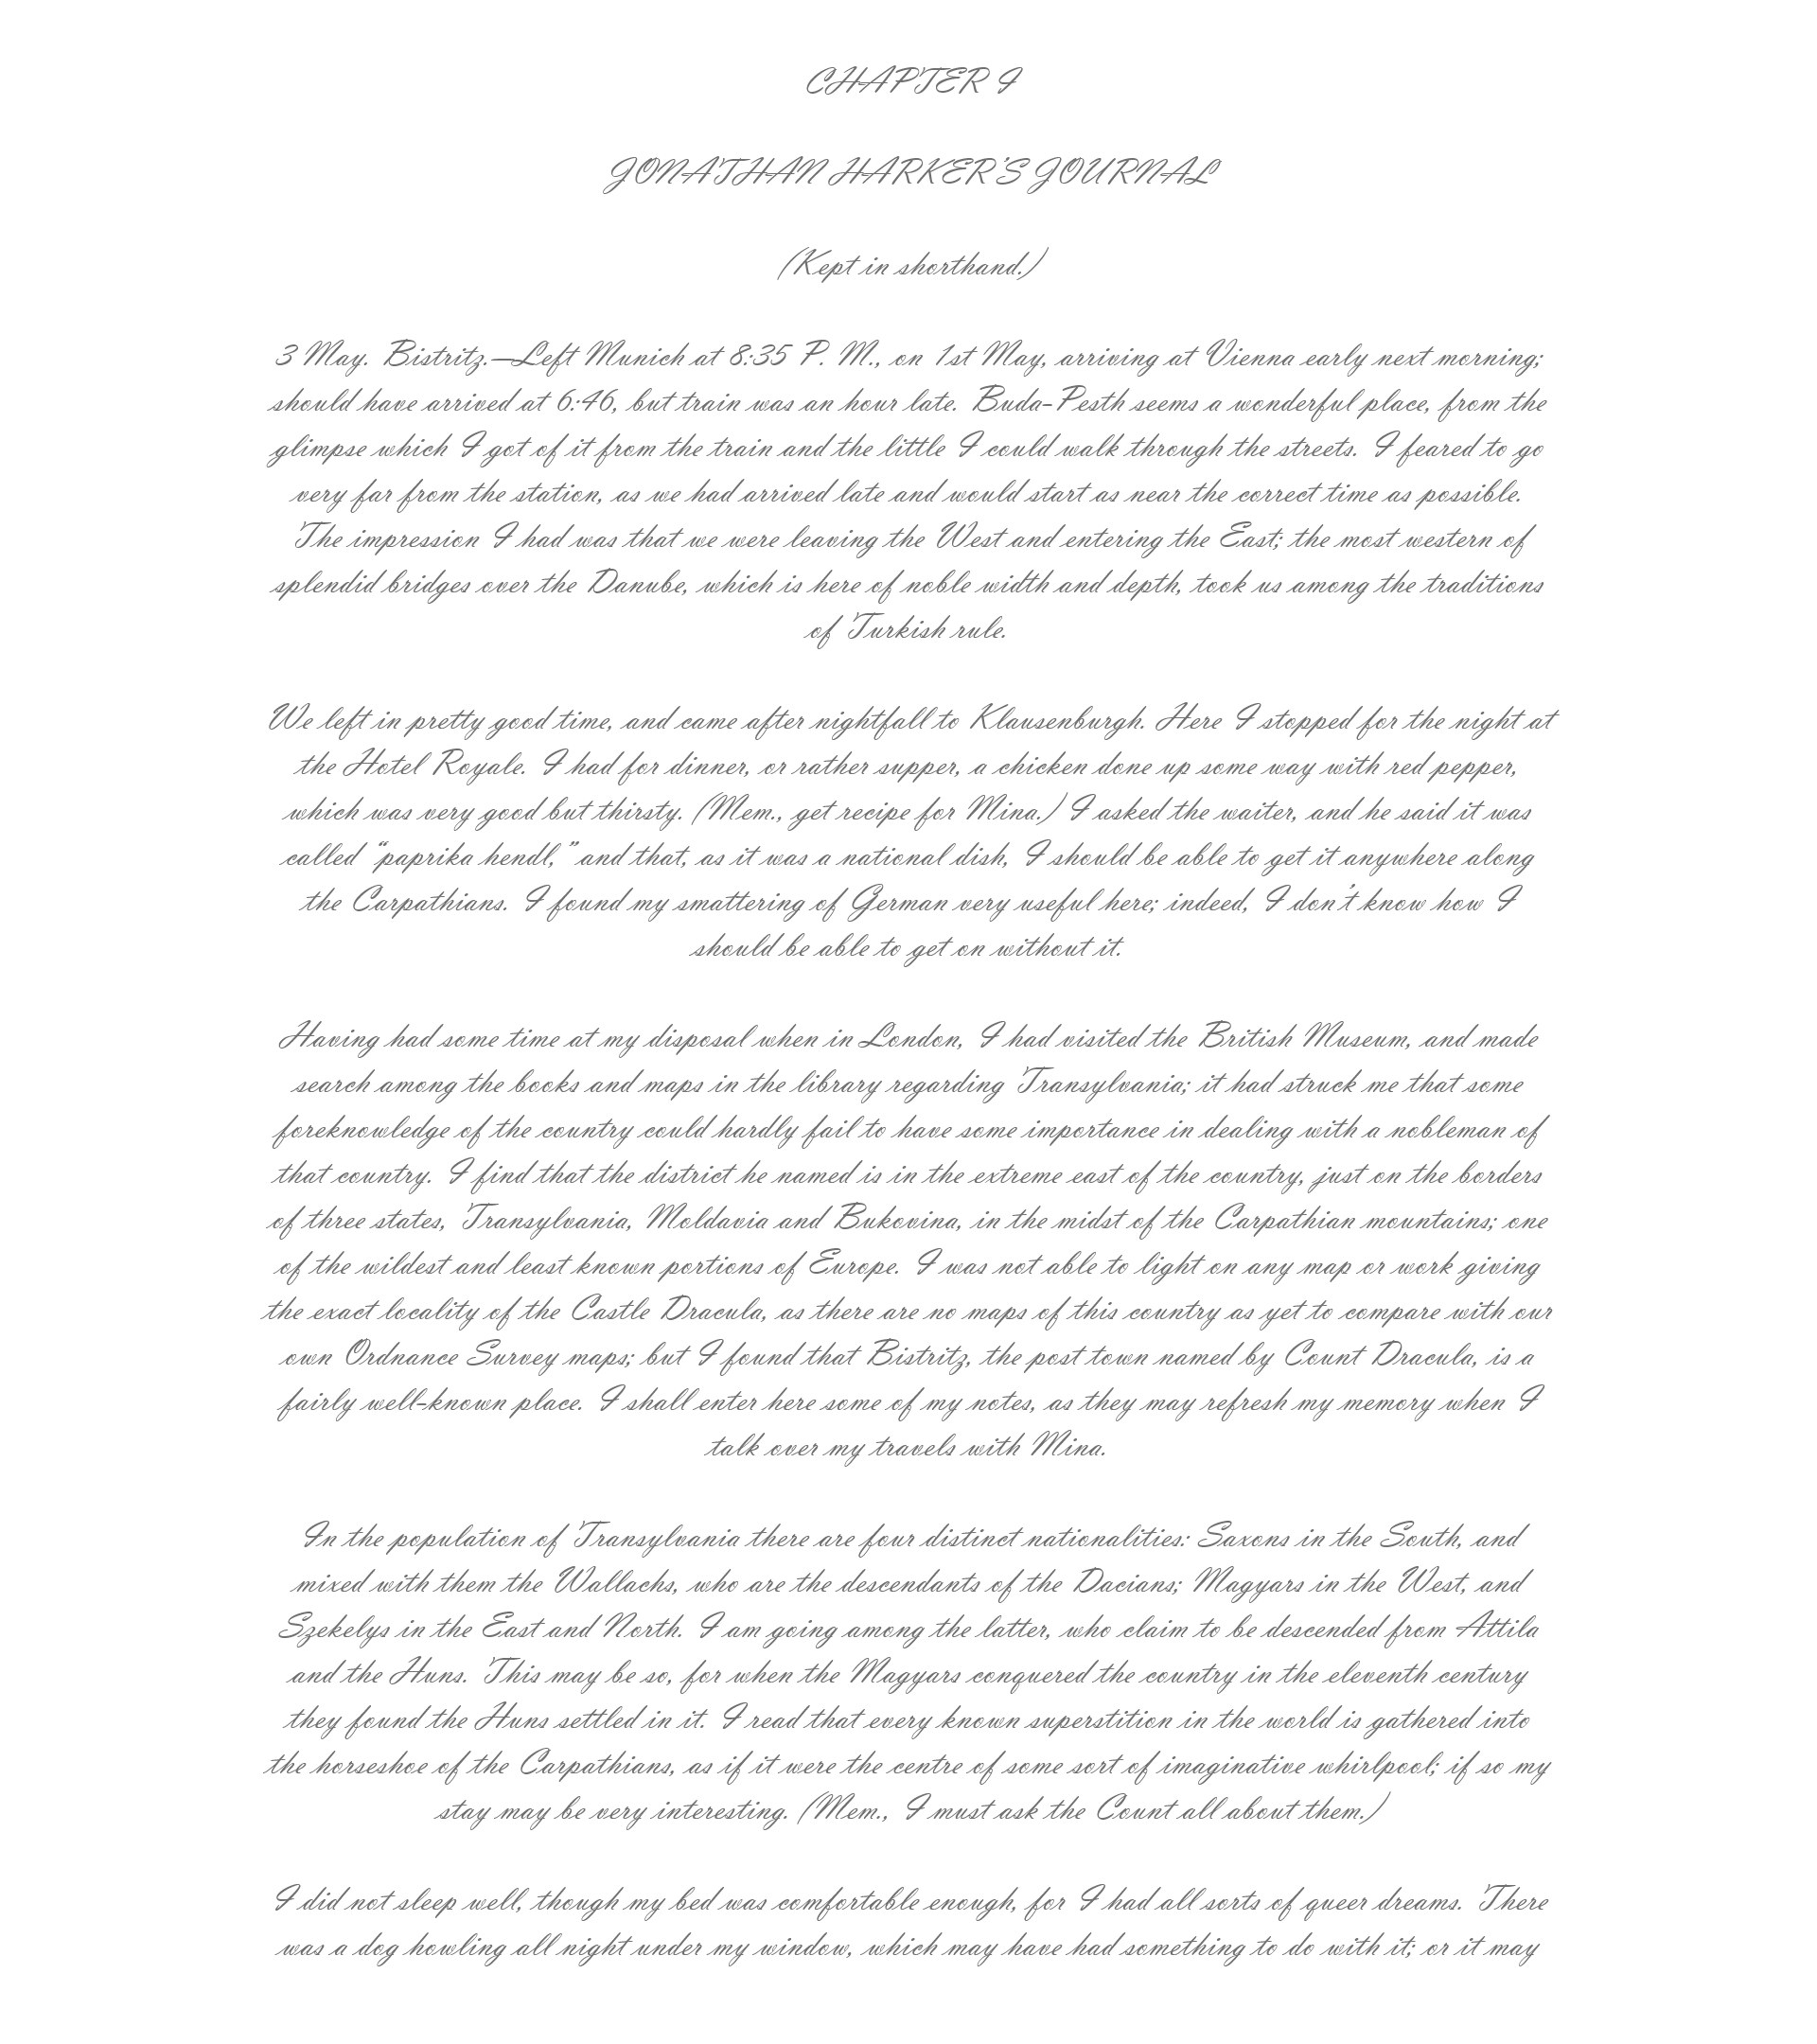 CHAPTER I
JONATHAN HARKER’S JOURNAL
(Kept in shorthand.)
3 May. Bistritz.—Left Munich at 8:35 P. M., on 1st May, arriving at Vienna early next morning;
should have arrived at 6:46, but train was an hour late. Buda-Pesth seems a wonderful place, from the
glimpse which I got of it from the train and the little I could walk through the streets. I feared to go
very far from the station, as we had arrived late and would start as near the correct time as possible.
The impression I had was that we were leaving the West and entering the East; the most western of
splendid bridges over the Danube, which is here of noble width and depth, took us among the traditions
of Turkish rule.
We left in pretty good time, and came after nightfall to Klausenburgh. Here I stopped for the night at
the Hotel Royale. I had for dinner, or rather supper, a chicken done up some way with red pepper,
which was very good but thirsty. (Mem., get recipe for Mina.) I asked the waiter, and he said it was
called “paprika hendl,” and that, as it was a national dish, I should be able to get it anywhere along
the Carpathians. I found my smattering of German very useful here; indeed, I don’t know how I
should be able to get on without it.
Having had some time at my disposal when in London, I had visited the British Museum, and made
search among the books and maps in the library regarding Transylvania; it had struck me that some
foreknowledge of the country could hardly fail to have some importance in dealing with a nobleman of
that country. I find that the district he named is in the extreme east of the country, just on the borders
of three states, Transylvania, Moldavia and Bukovina, in the midst of the Carpathian mountains; one
of the wildest and least known portions of Europe. I was not able to light on any map or work giving
the exact locality of the Castle Dracula, as there are no maps of this country as yet to compare with our
own Ordnance Survey maps; but I found that Bistritz, the post town named by Count Dracula, is a
fairly well-known place. I shall enter here some of my notes, as they may refresh my memory when I
talk over my travels with Mina.
In the population of Transylvania there are four distinct nationalities: Saxons in the South, and
mixed with them the Wallachs, who are the descendants of the Dacians; Magyars in the West, and
Szekelys in the East and North. I am going among the latter, who claim to be descended from Attila
and the Huns. This may be so, for when the Magyars conquered the country in the eleventh century
they found the Huns settled in it. I read that every known superstition in the world is gathered into
the horseshoe of the Carpathians, as if it were the centre of some sort of imaginative whirlpool; if so my
stay may be very interesting. (Mem., I must ask the Count all about them.)
I did not sleep well, though my bed was comfortable enough, for I had all sorts of queer dreams. There
was a dog howling all night under my window, which may have had something to do with it; or it may